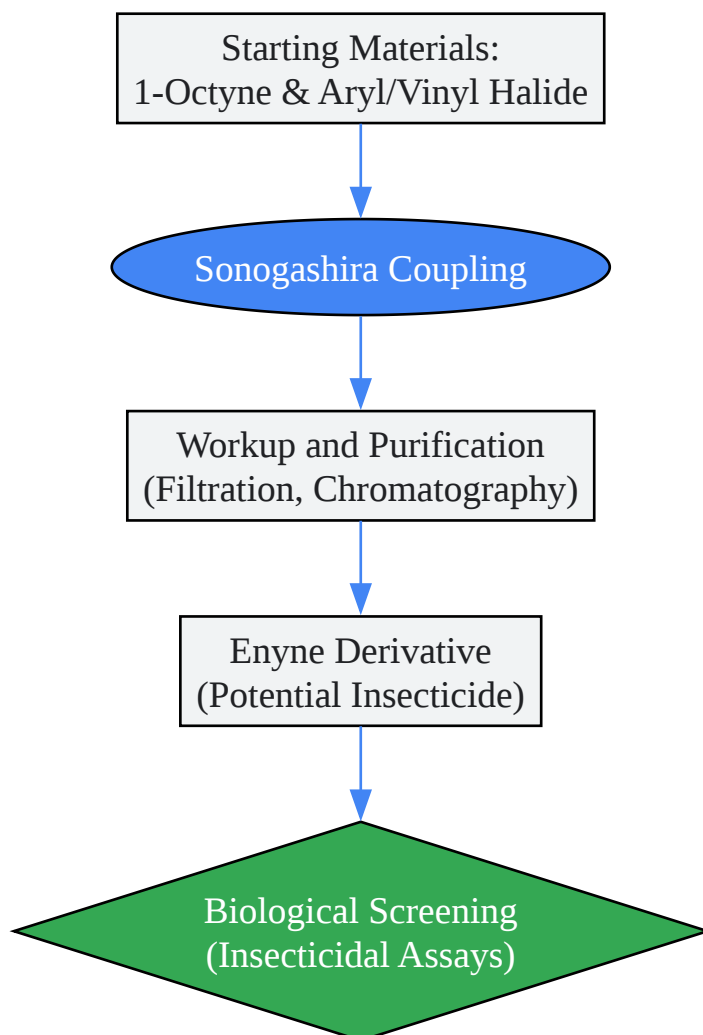 Starting Materials:
1-Octyne & Aryl/Vinyl Halide
Sonogashira Coupling
Workup and Purification
(Filtration, Chromatography)
Enyne Derivative
(Potential Insecticide)
Biological Screening
(Insecticidal Assays)